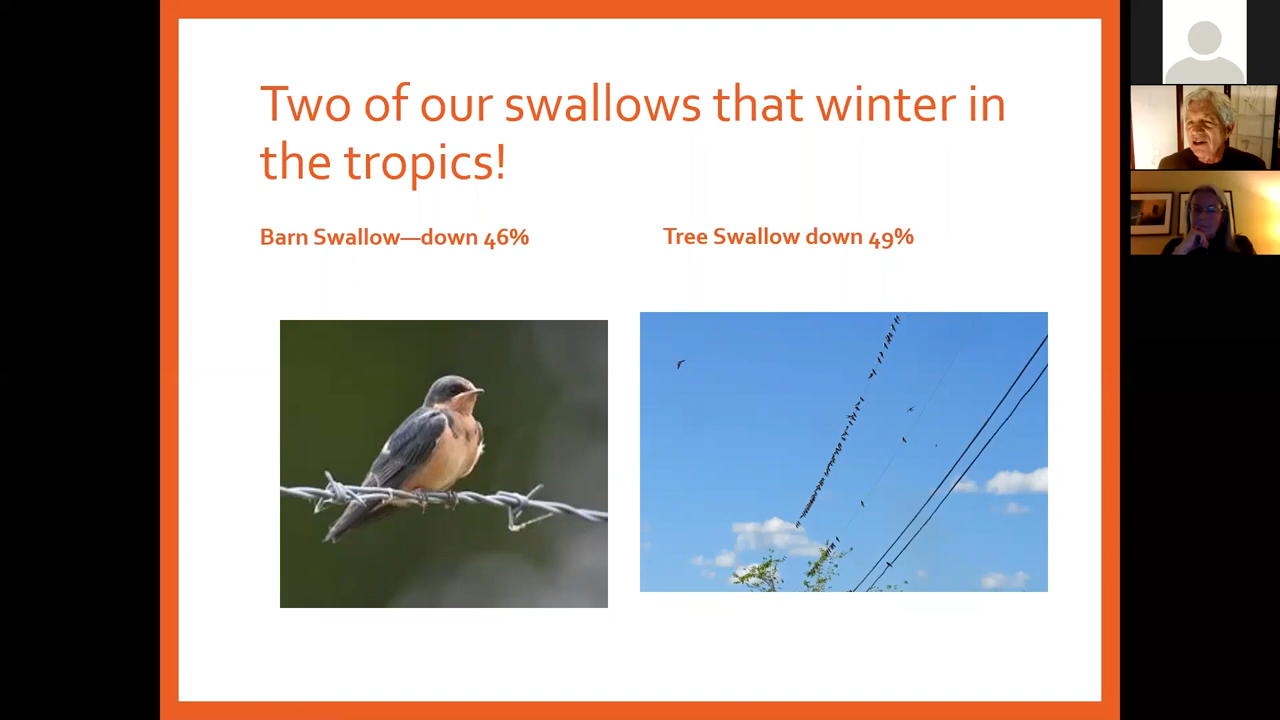 Two of our swallows that winter in
the tropics!
Barn Swallow—down 46%
Tree Swallow down 49%